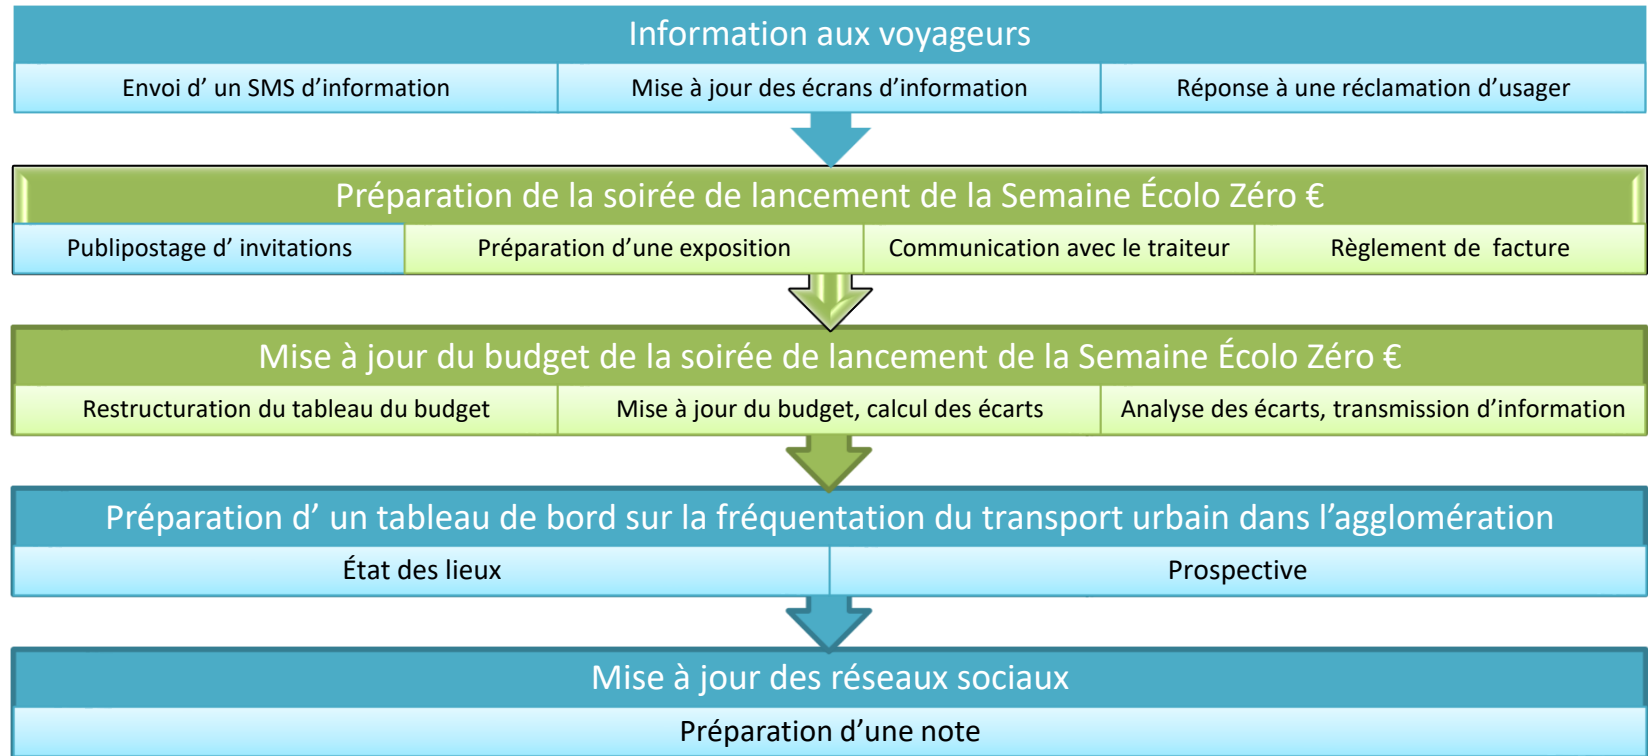 Information aux voyageurs
Envoi d' un SMS d'information
Mise à jour des écrans d'information
Réponse à une réclamation d'usager
Préparation de la soirée de lancement de la Semaine Écolo Zéro €
Publipostage d' invitations
Préparation d'une exposition
Communication avec le traiteur
Règlement de facture
Mise à jour du budget de la soirée de lancement de la Semaine Écolo Zéro €
Restructuration du tableau du budget
Mise à jour du budget, calcul des écarts
Analyse des écarts, transmission d'information
Préparation d' un tableau de bord sur la fréquentation du transport urbain dans l'agglomération
État des lieux
Prospective
Mise à jour des réseaux sociaux
Préparation d'une note